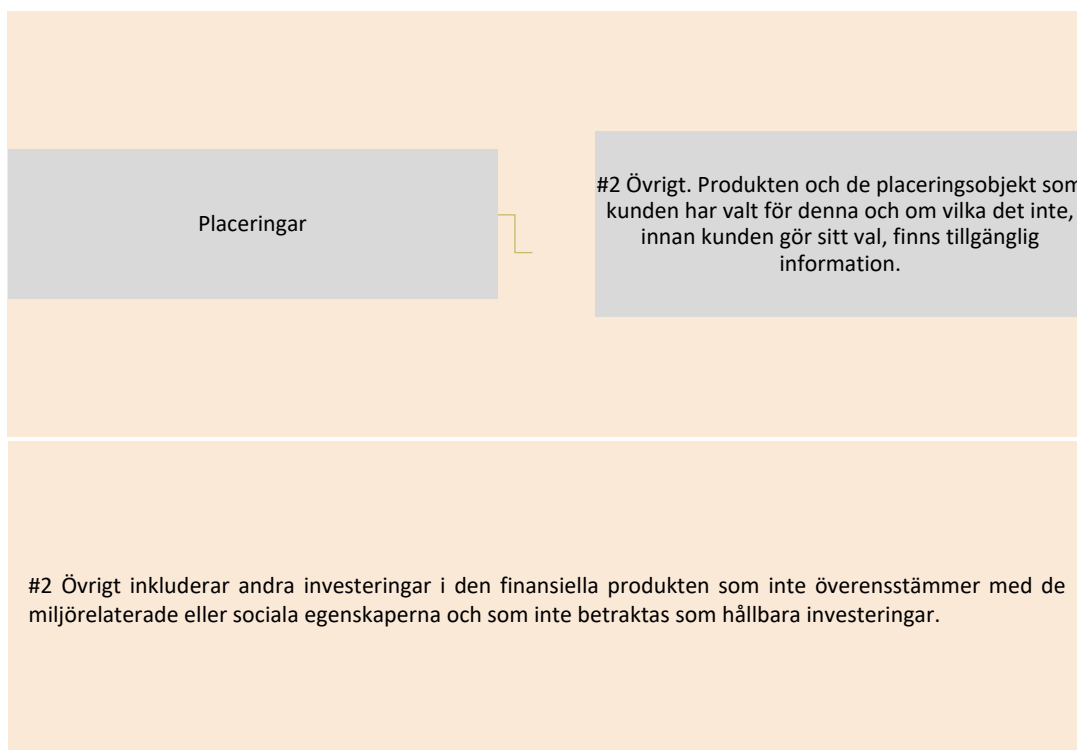 Placeringar
#2 Övrigt. Produkten och de placeringsobjekt som
kunden har valt för denna och om vilka det inte,
innan kunden gör sitt val, finns tillgänglig
information.
#2 Övrigt inkluderar andra investeringar i den finansiella produkten som inte överensstämmer med de
miljörelaterade eller sociala egenskaperna och som inte betraktas som hållbara investeringar.